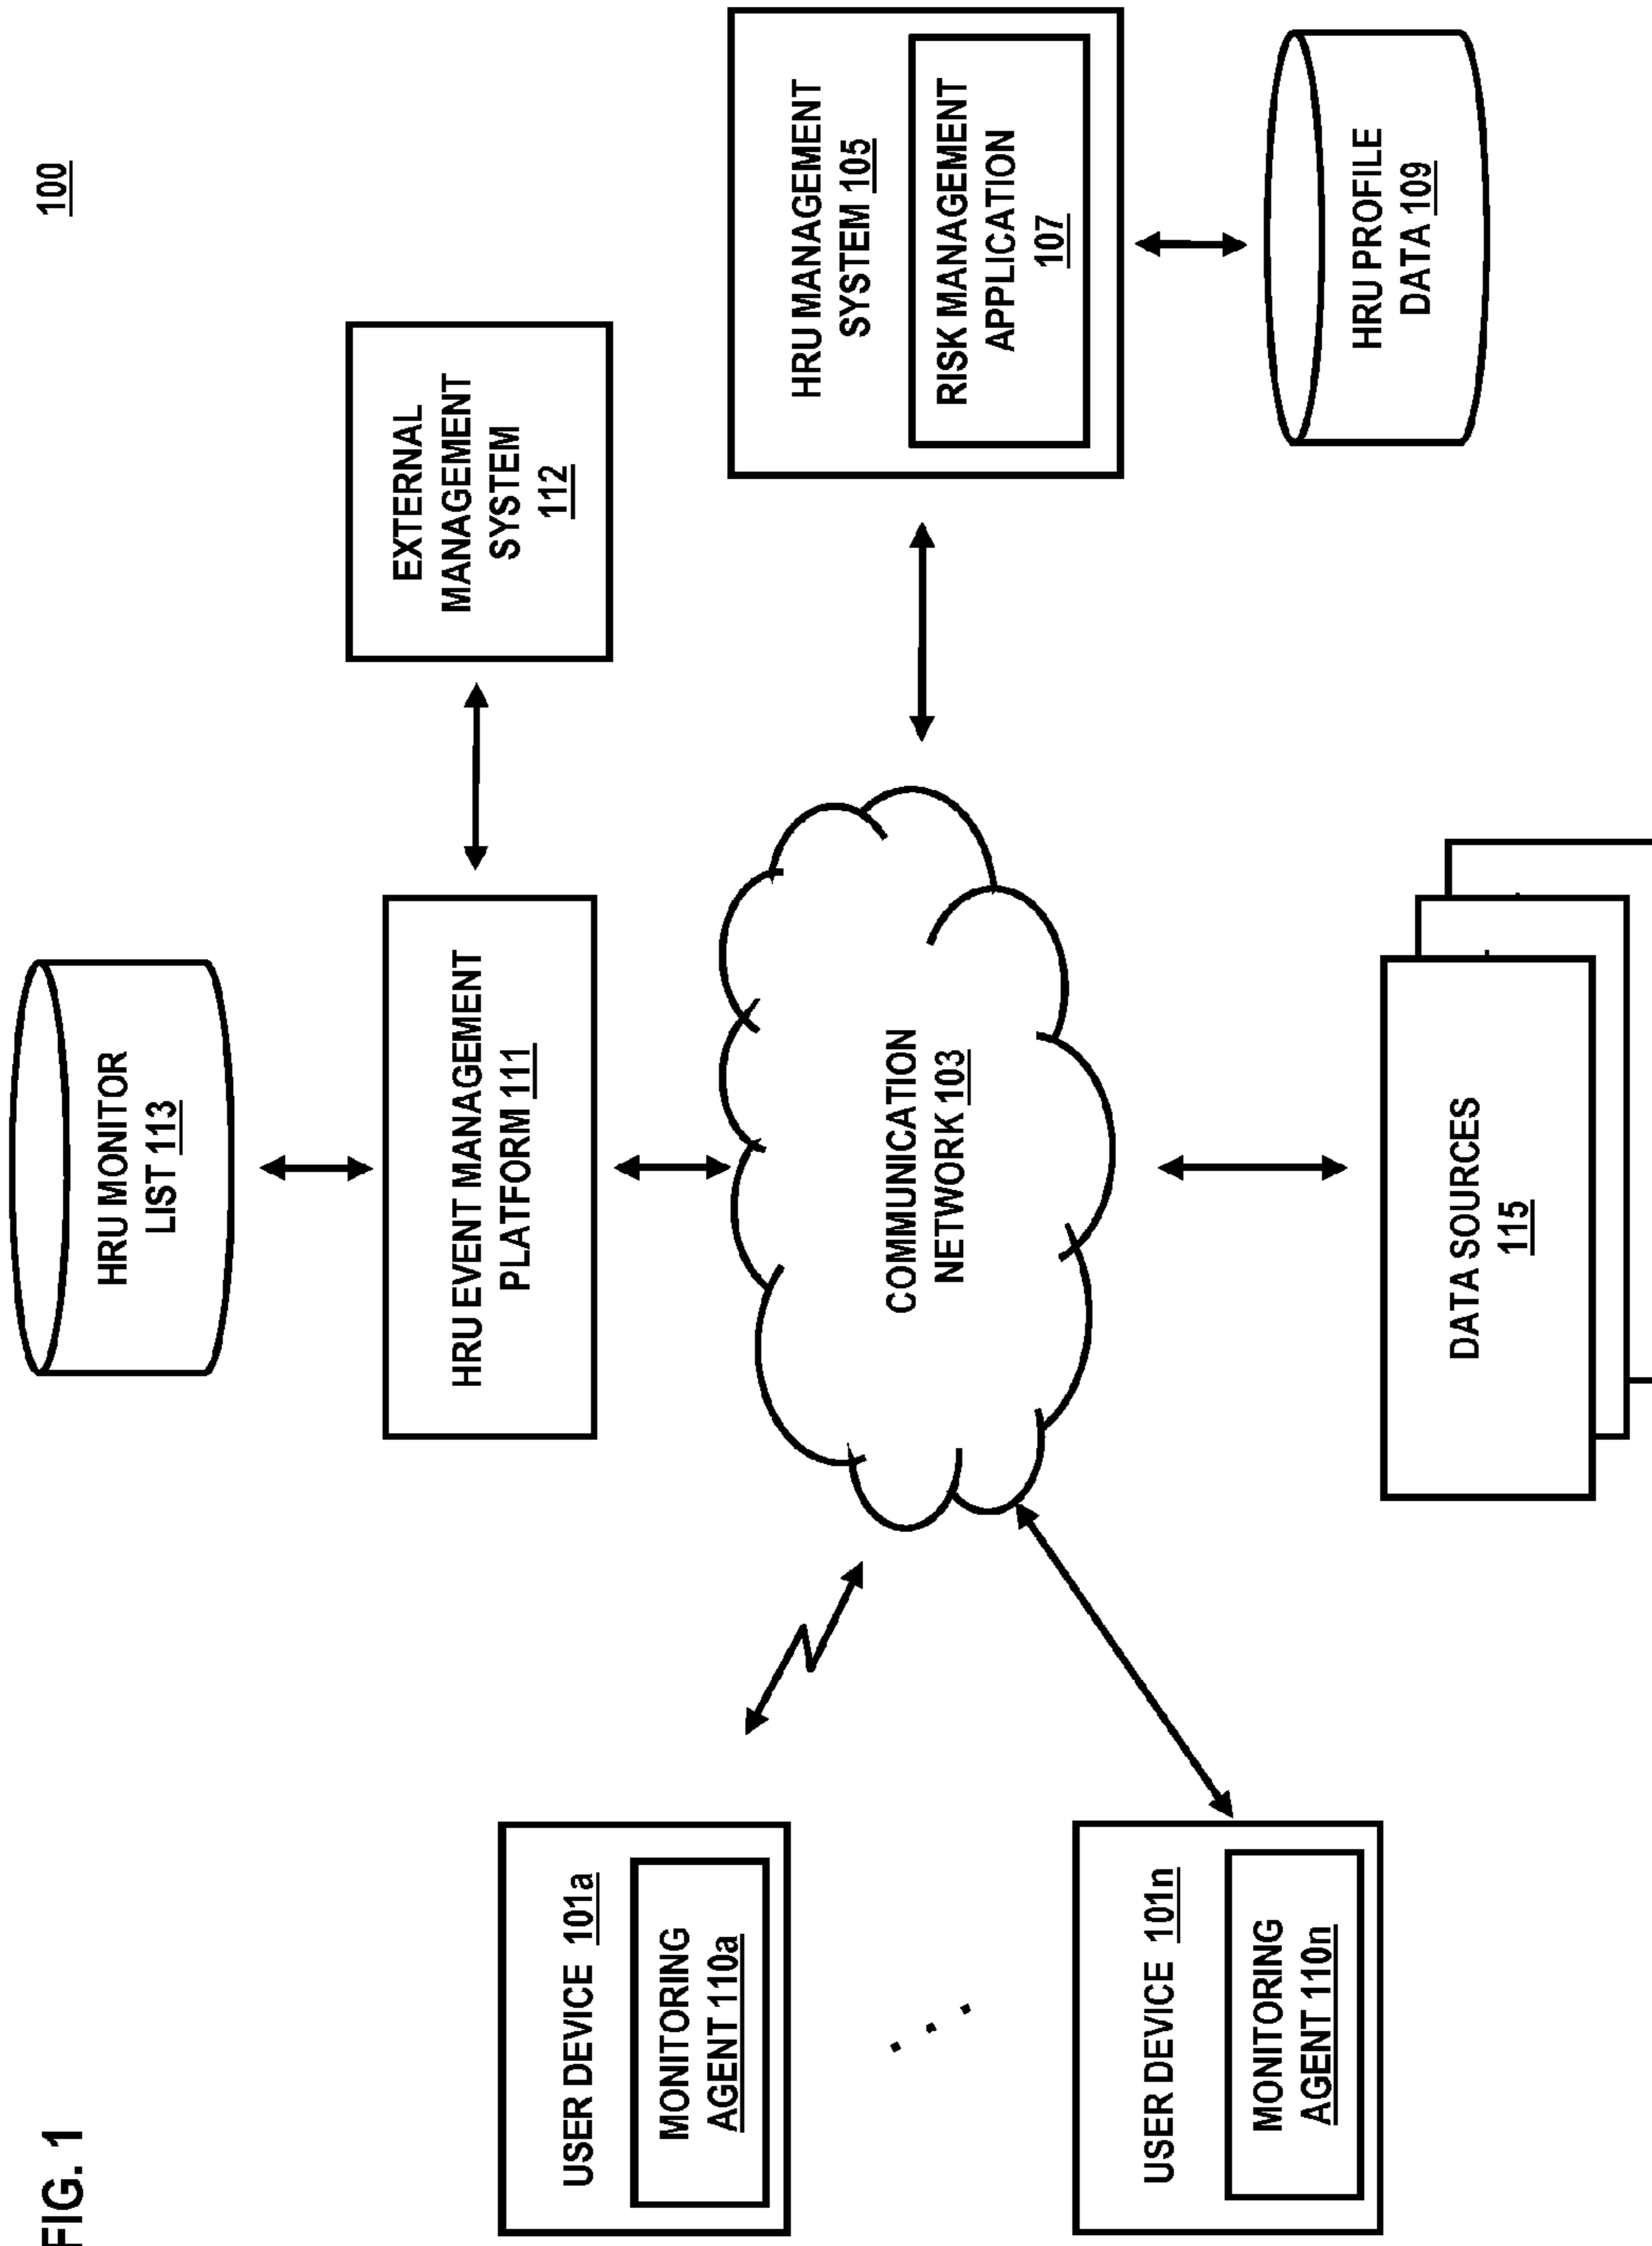 FIG. 1
100
HRU MONITOR
LIST 113
HRU EVENT MANAGEMENT
PLATFORM 111
EXTERNAL
MANAGEMENT
SYSTEM
112
USER DEVICE 101a
MONITORING
AGENT 110a
. . .
USER DEVICE 101n
MONITORING
AGENT 110n
COMMUNICATION
NETWORK 103
HRU MANAGEMENT
SYSTEM 105
RISK MANAGEMENT
APPLICATION
107
HRU PROFILE
DATA 109
DATA SOURCES
115